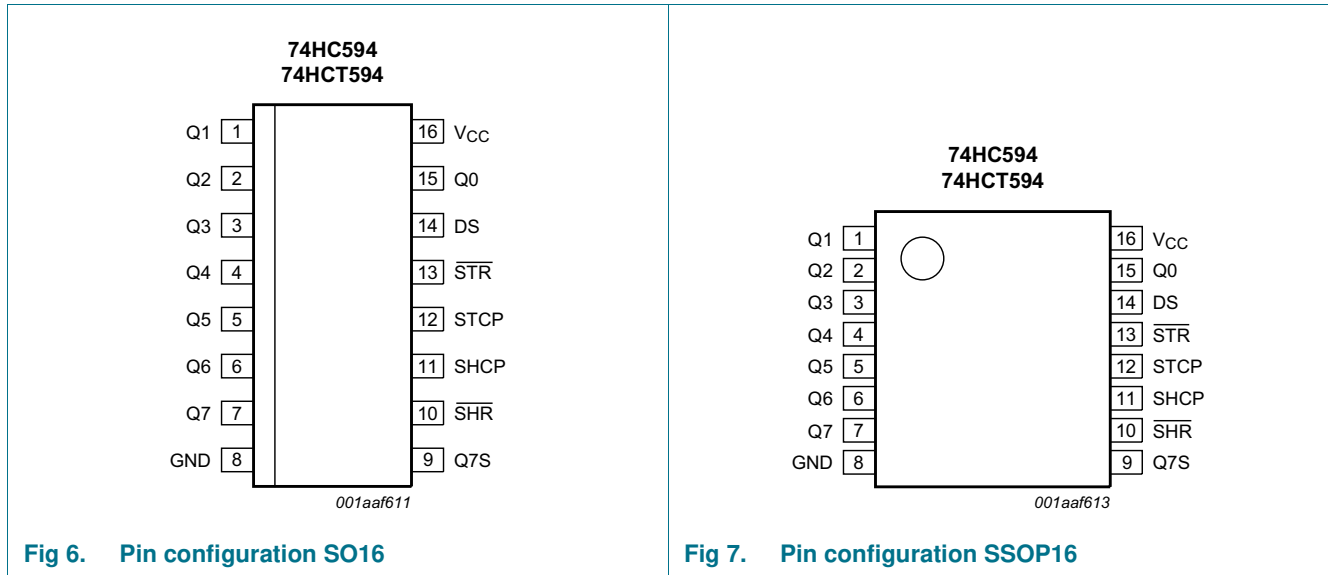 74HC594
74HCT594
Q1 1 16 VCC
Q2 2 15 Q0
Q3 3 14 DS
Q4 4 13 STR
Q5 5 12 STCP
Q6 6 11 SHCP
Q7 7 10 SHR
GND 8 9 Q7S
001aaf611
Fig 6. Pin configuration SO16
74HC594
74HCT594
Q1 1 16 VCC
Q2 2 15 Q0
Q3 3 14 DS
Q4 4 13 STR
Q5 5 12 STCP
Q6 6 11 SHCP
Q7 7 10 SHR
GND 8 9 Q7S
001aaf613
Fig 7. Pin configuration SSOP16